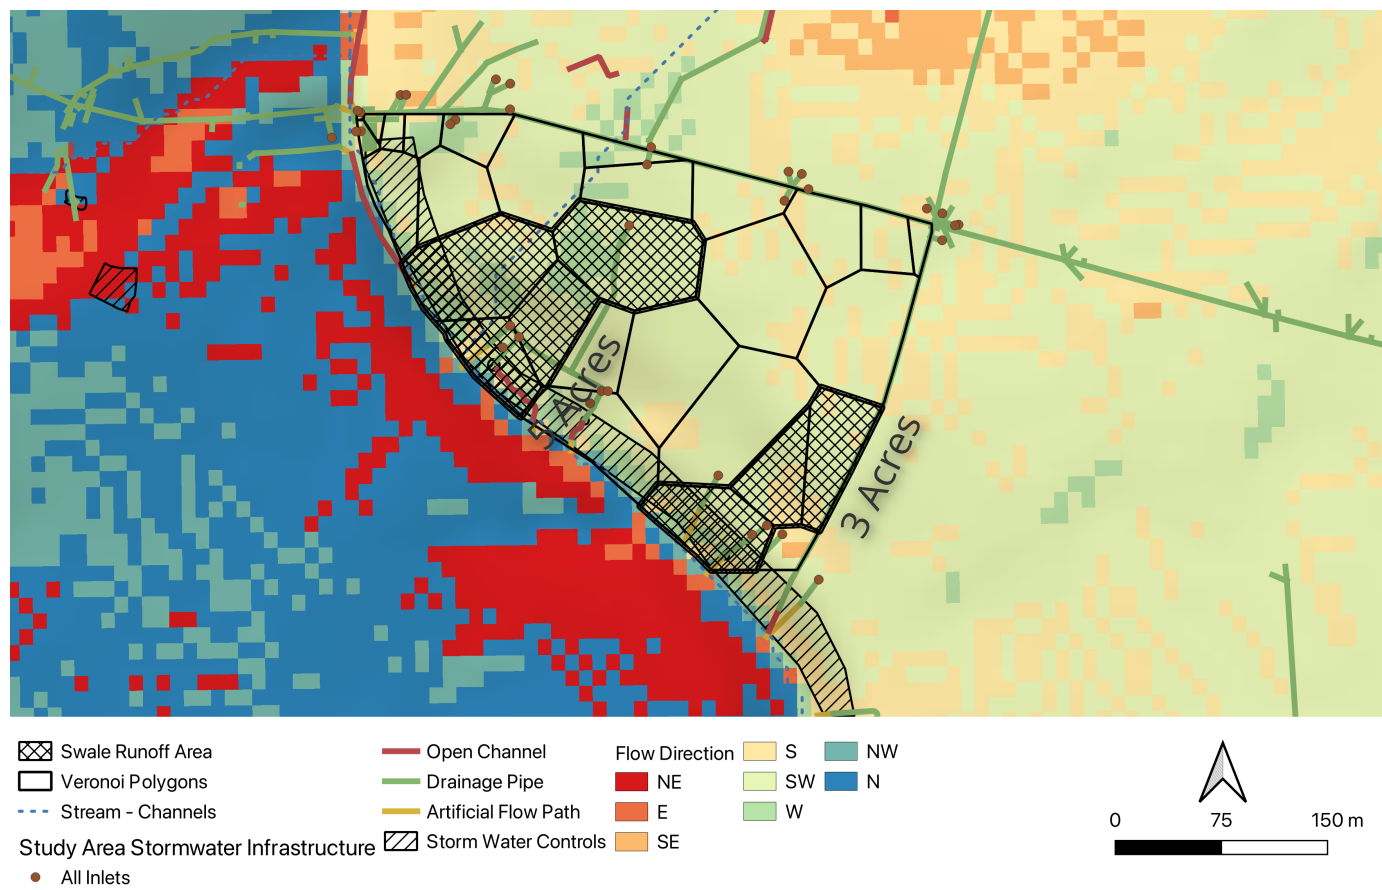 5 Acres
3 Acres
Swale Runoff Area
Veronoi Polygons
Stream - Channels
Study Area Stormwater Infrastructure
All Inlets
Open Channel
Drainage Pipe
Artificial Flow Path
Storm Water Controls
Flow Direction
NE
E
SE
S
SW
W
NW
N
0 75 150 m